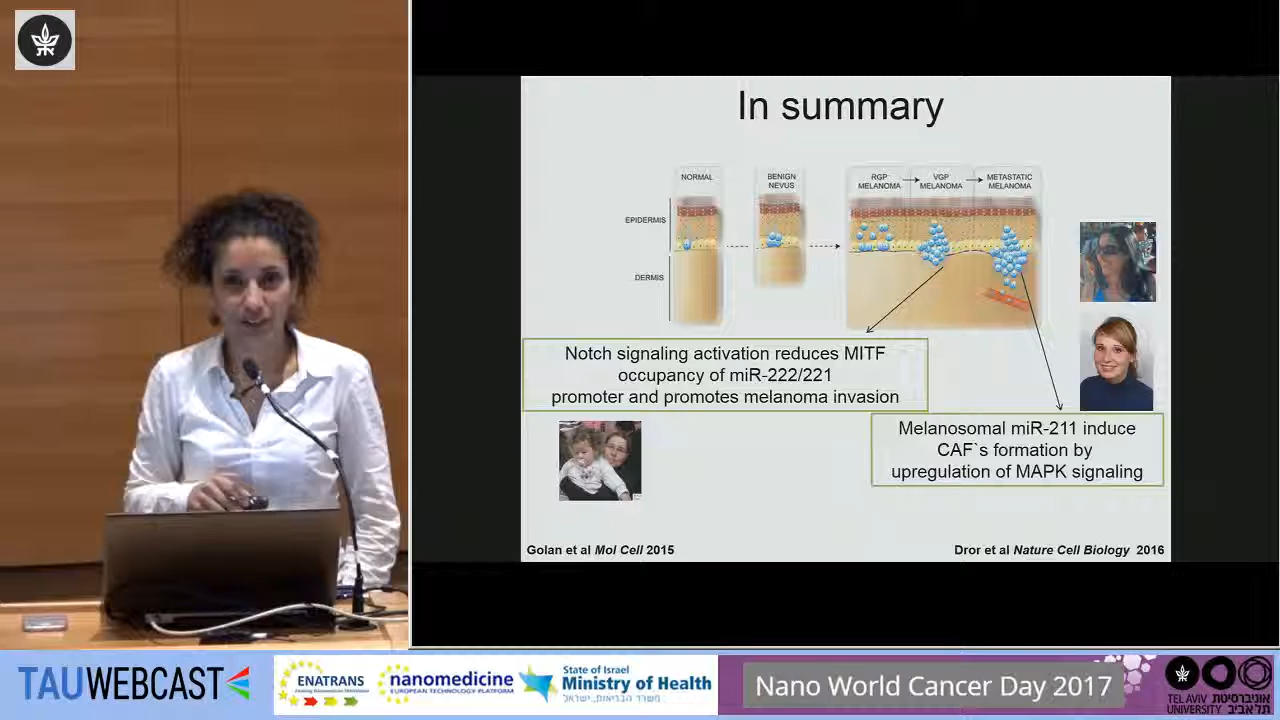 In summary
NORMAL
BENIGN
NEVUS
RGP
MELANOMA
VGP
MELANOMA
METASTATIC
MELANOMA
EPIDERMIS
DERMIS
Notch signaling activation reduces MITF
occupancy of miR-222/221
promoter and promotes melanoma invasion
Melanosomal miR-211 induce
CAF`s formation by
upregulation of MAPK signaling
Golan et al Mol Cell 2015
Dror et al Nature Cell Biology 2016
TAUWEBCAST
ENATRANS
nanomedicine
EUROPEAN TECHNOLOGY PLATFORM
State of Israel
Ministry of Health
משרד הבריאות, ישראל
Nano World Cancer Day 2017
TEL AVIV
UNIVERSITY
אוניברסיטת
תל אביב